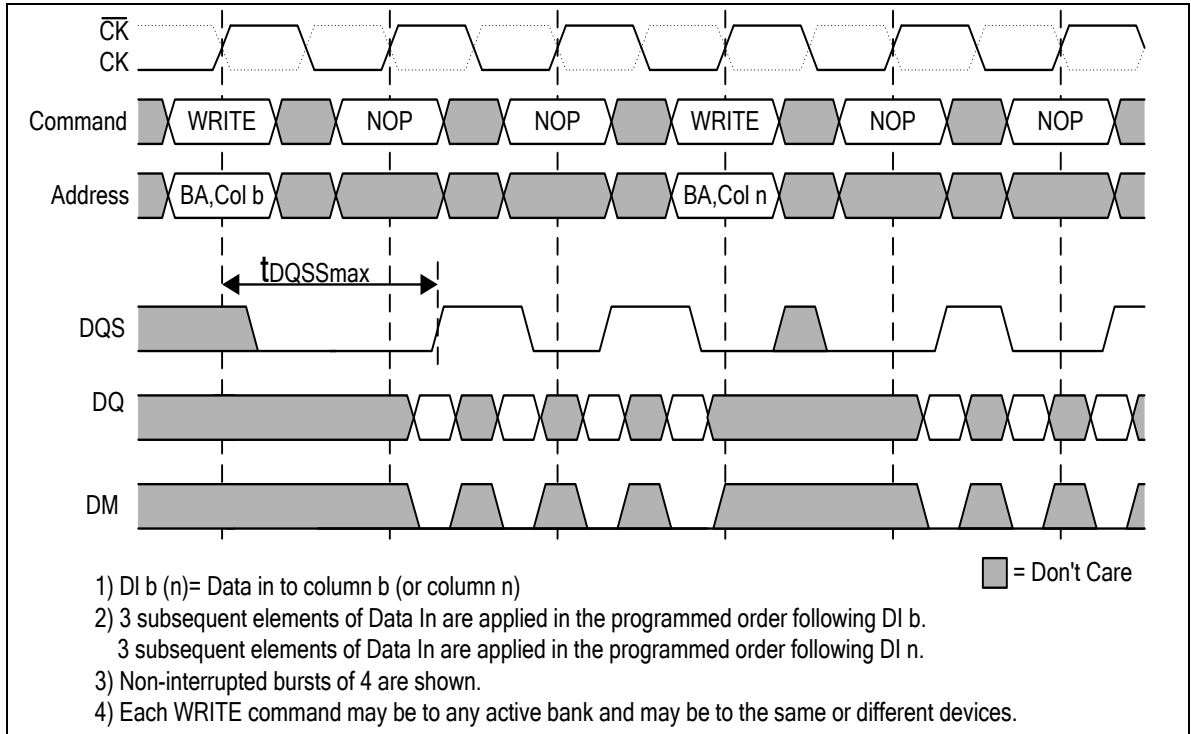 CK
CK
Command WRITE NOP NOP WRITE NOP NOP
Address BA,Col b BA,Col n
tDQSSmax
DQS
DQ
DM
= Don't Care
1) DI b (n)= Data in to column b (or column n)
2) 3 subsequent elements of Data In are applied in the programmed order following DI b.
3 subsequent elements of Data In are applied in the programmed order following DI n.
3) Non-interrupted bursts of 4 are shown.
4) Each WRITE command may be to any active bank and may be to the same or different devices.